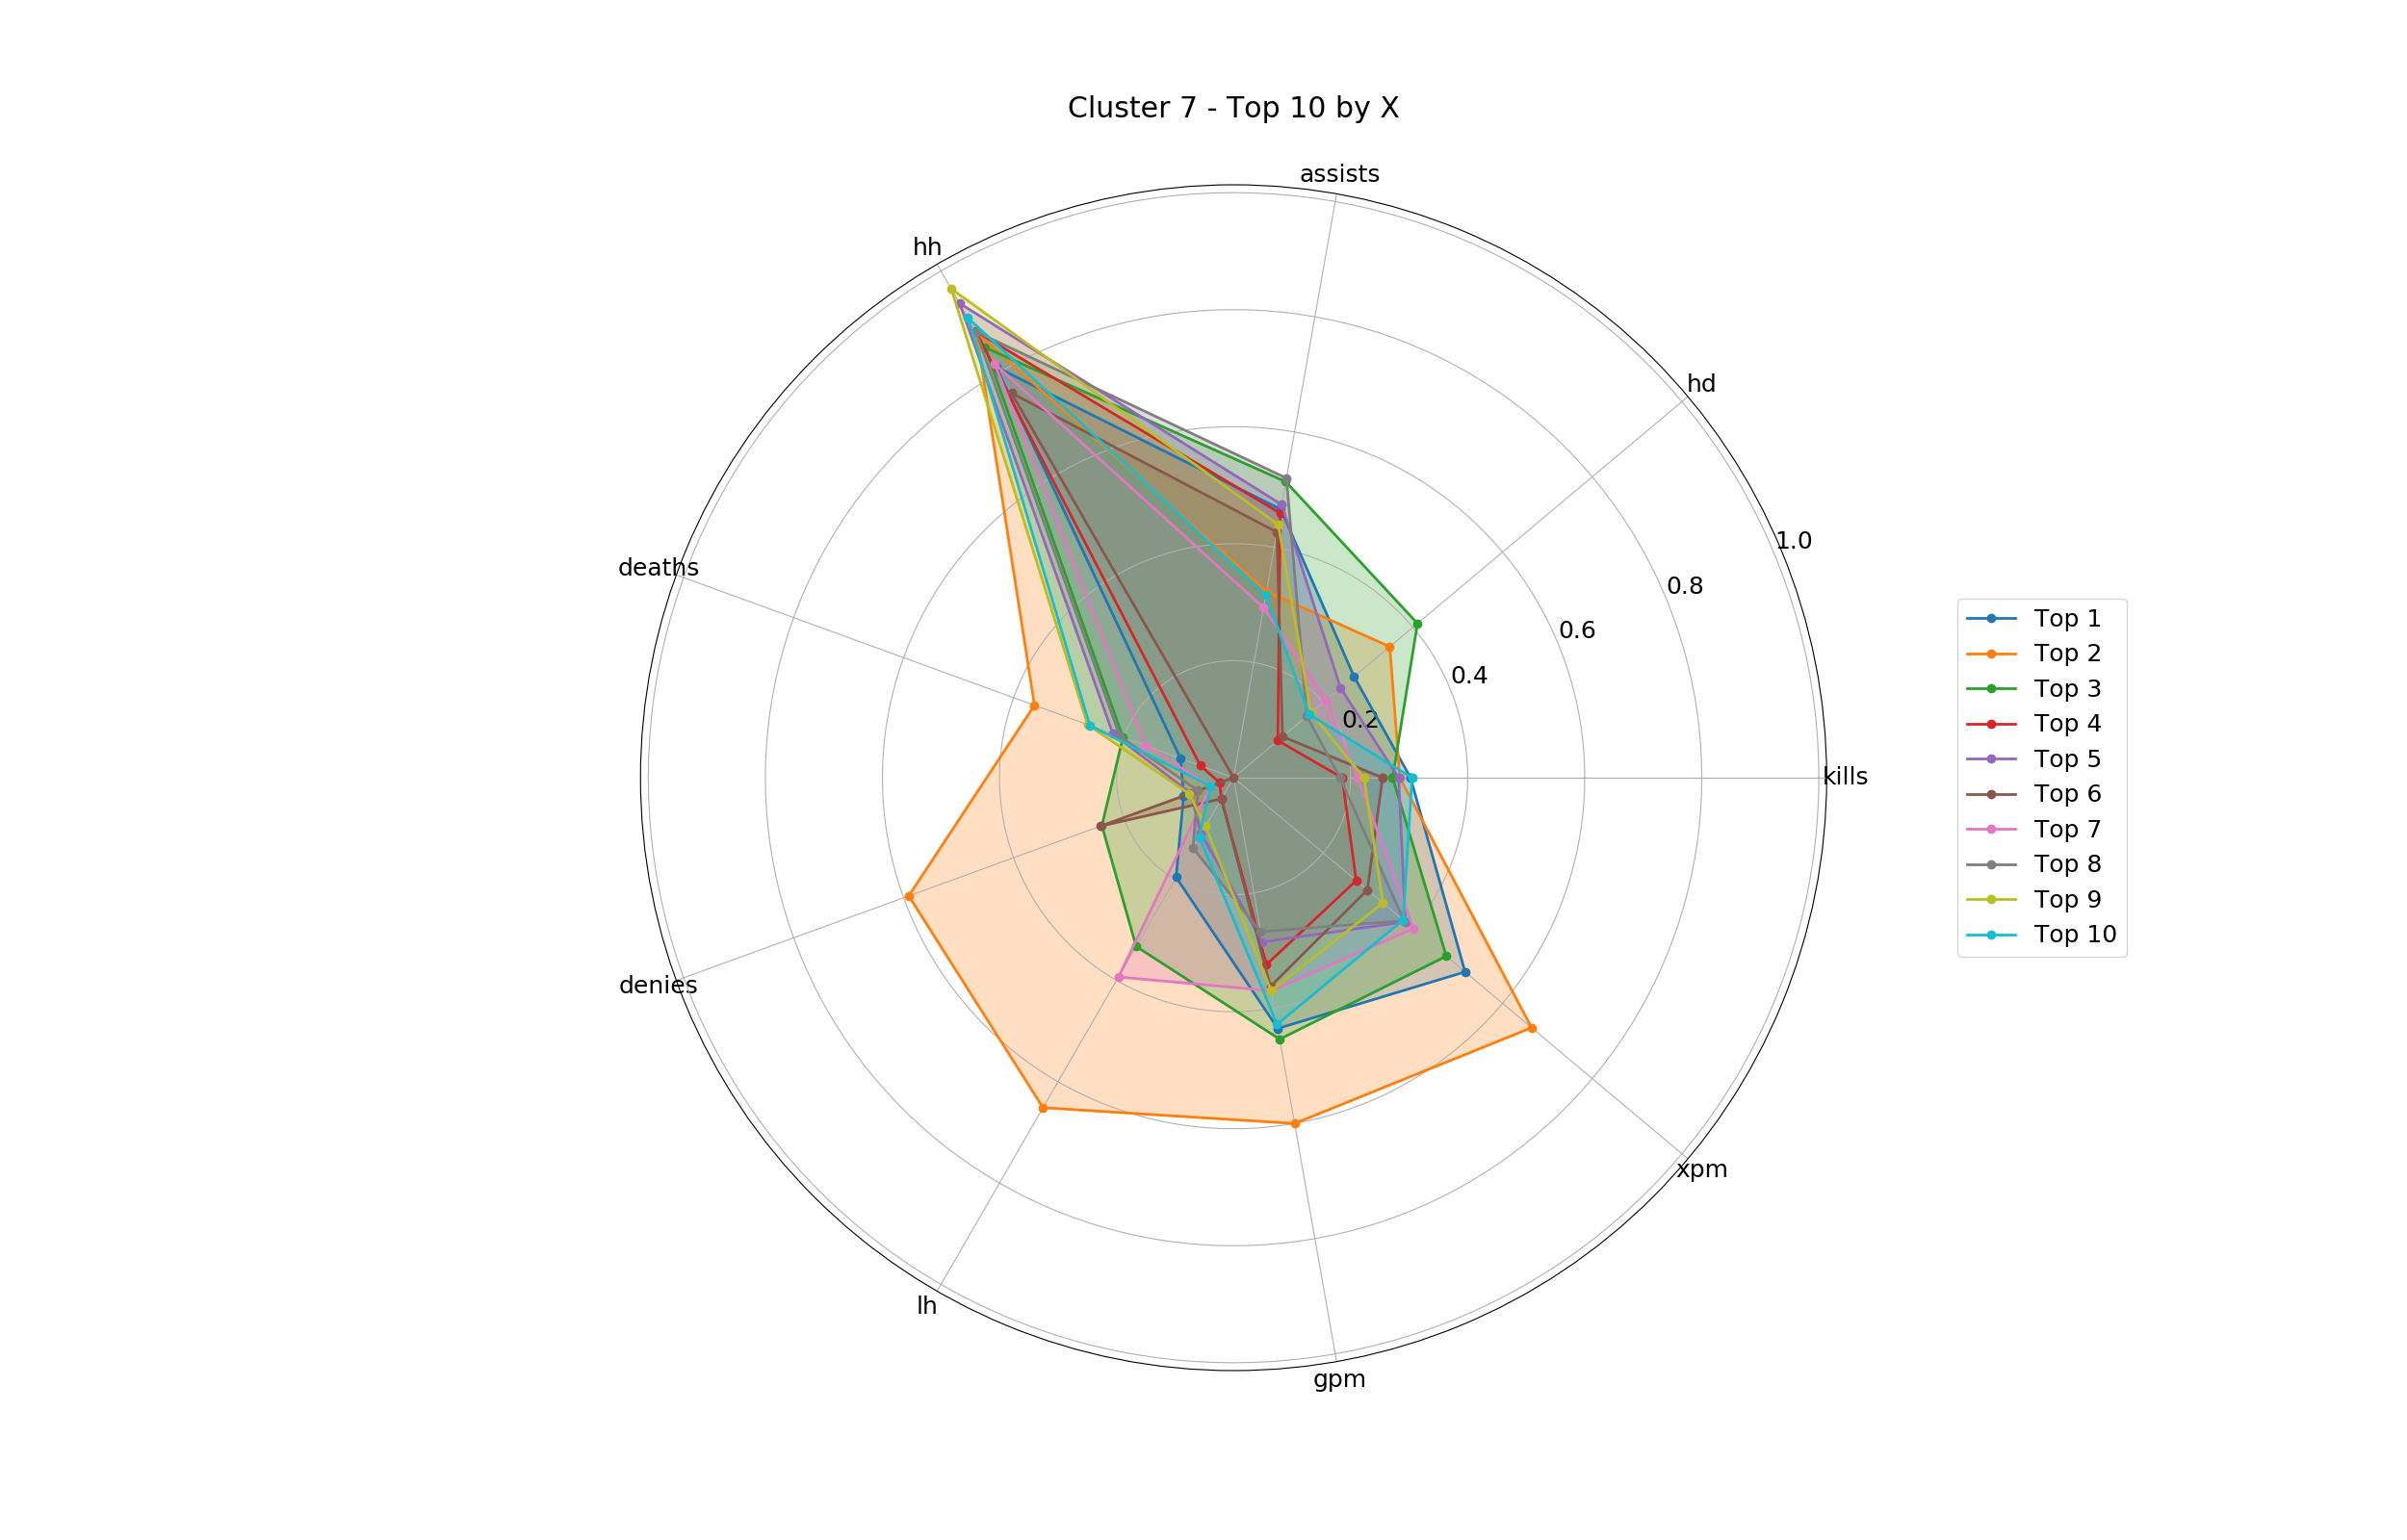 Cluster 7 - Top 10 by X
assists
hh
hd
deaths
1.0
0.8
0.6
0.4
0.2
kills
denies
xpm
lh
gpm
Top 1
Top 2
Top 3
Top 4
Top 5
Top 6
Top 7
Top 8
Top 9
Top 10